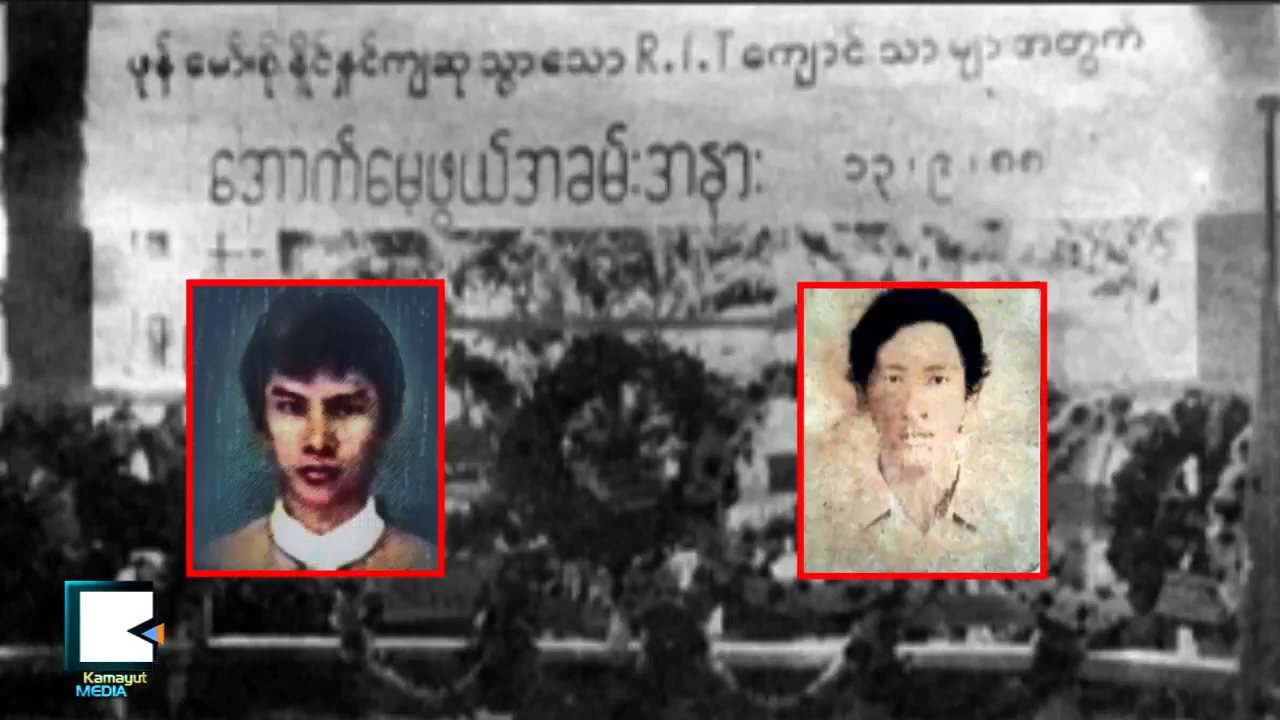 ဖုန် မော်းစု နိူင်နှင်ကျဆု သွာသော R.I.T ကျောင် သာ မျာ အတွက်
အောက်မေ့ဖွယ်အခမ်းအနား ၁၃.၉.၈၈
Kamayut
MEDIA